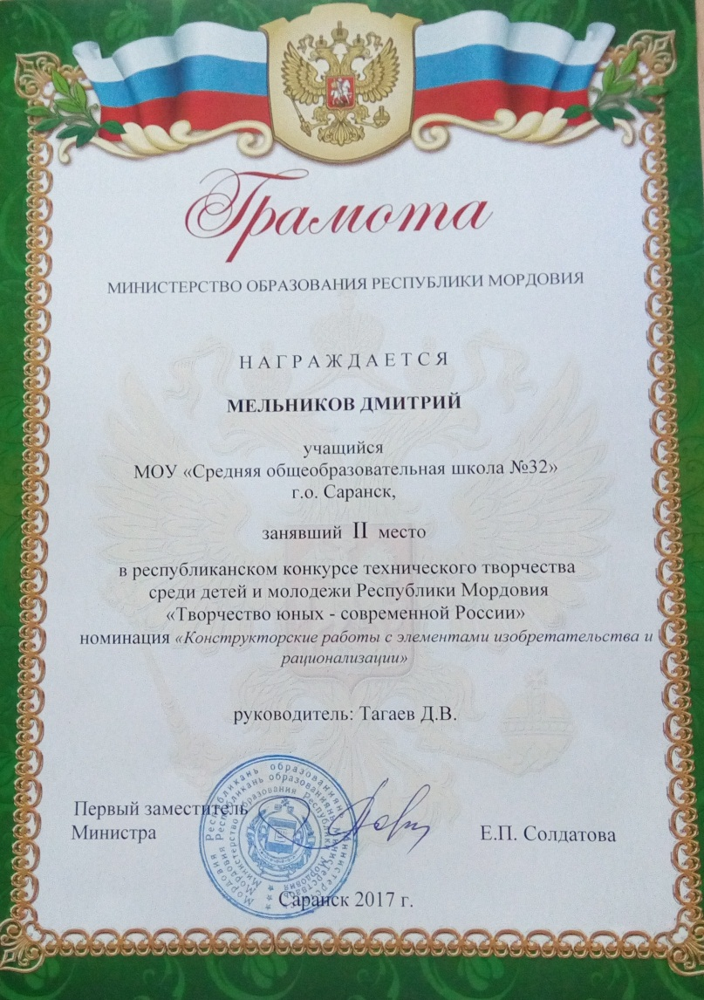 Грамота
МИНИСТЕРСТВО ОБРАЗОВАНИЯ РЕСПУБЛИКИ МОРДОВИЯ
НАГРАЖДАЕТСЯ
МЕЛЬНИКОВ ДМИТРИЙ
учащийся
МОУ «Средняя общеобразовательная школа №32»
г.о. Саранск,
занявший II место
в республиканском конкурсе технического творчества
среди детей и молодежи Республики Мордовия
«Творчество юных - современной России»
номинация «Конструкторские работы с элементами изобретательства и
рационализации»
руководитель: Тагаев Д.В.
Первый заместитель
Министра
Е.П. Солдатова
Саранск 2017 г.